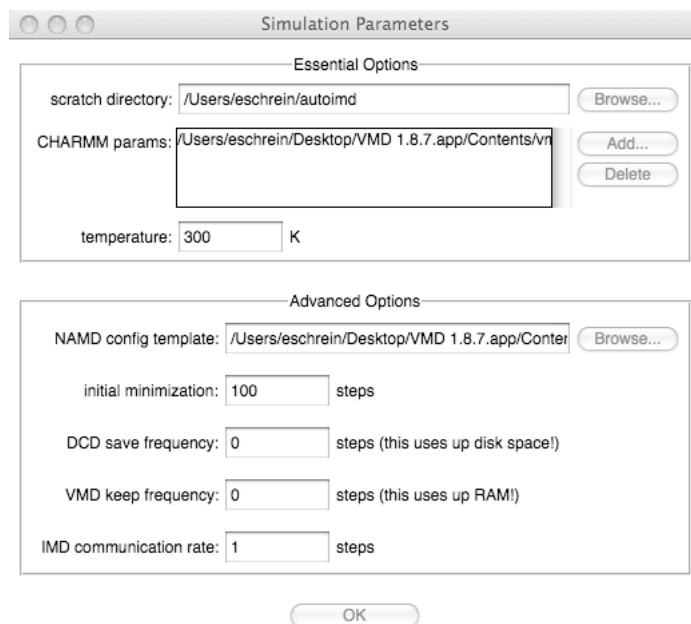 Simulation Parameters
Essential Options
scratch directory: /Users/eschrein/autoimd Browse...
CHARMM params: /Users/eschrein/Desktop/VMD 1.8.7.app/Contents/vm Add...
Delete
temperature: 300 K
Advanced Options
NAMD config template: /Users/eschrein/Desktop/VMD 1.8.7.app/Conter Browse...
initial minimization: 100 steps
DCD save frequency: 0 steps (this uses up disk space!)
VMD keep frequency: 0 steps (this uses up RAM!)
IMD communication rate: 1 steps
OK